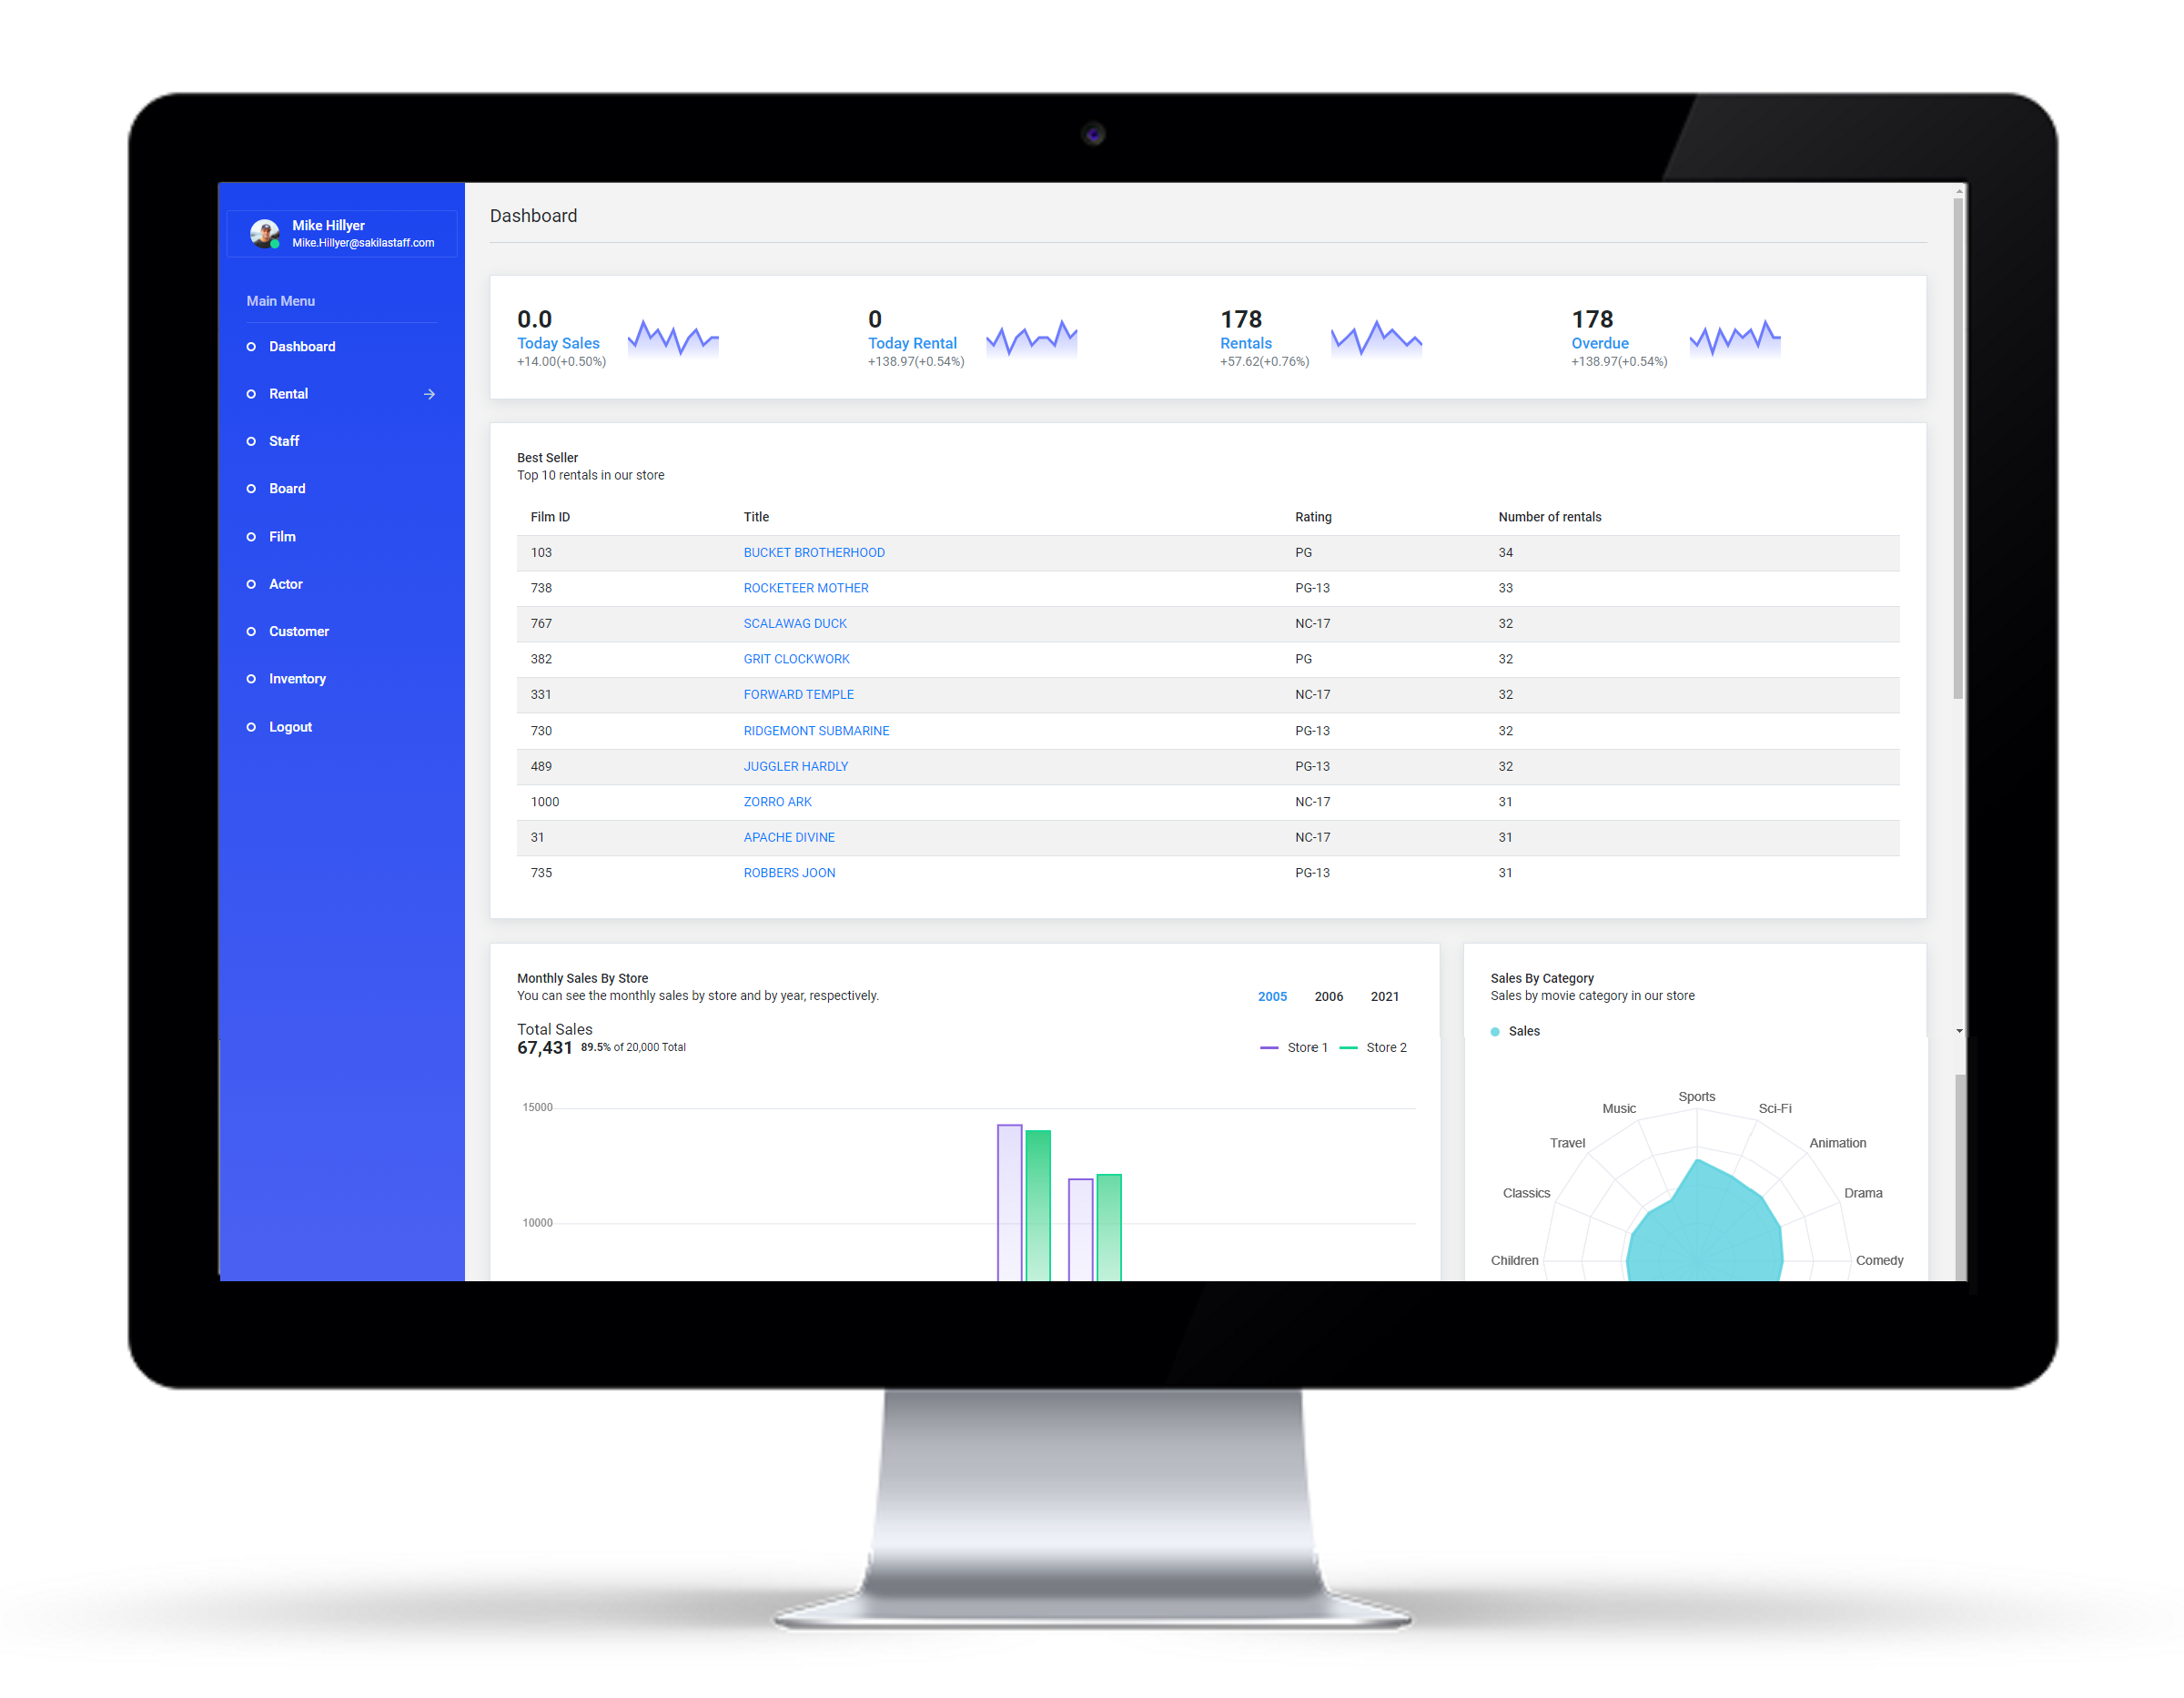 Mike Hillyer
Mike.Hillyer@sakilastaff.com
Main Menu
Dashboard
Rental
Staff
Board
Film
Actor
Customer
Inventory
Logout
Dashboard
0.0
Today Sales
+14.00(+0.50%)
0
Today Rental
+138.97(+0.54%)
178
Rentals
+57.62(+0.76%)
178
Overdue
+138.97(+0.54%)
Best Seller
Top 10 rentals in our store
Film ID Title Rating Number of rentals
103 BUCKET BROTHERHOOD PG 34
738 ROCKETEER MOTHER PG-13 33
767 SCALAWAG DUCK NC-17 32
382 GRIT CLOCKWORK PG 32
331 FORWARD TEMPLE NC-17 32
730 RIDGEMONT SUBMARINE PG-13 32
489 JUGGLER HARDLY PG-13 32
1000 ZORRO ARK NC-17 31
31 APACHE DIVINE NC-17 31
735 ROBBERS JOON PG-13 31
Monthly Sales By Store
You can see the monthly sales by store and by year, respectively.
2005 2006 2021
Total Sales
67,431 89.5% of 20,000 Total
Store 1 Store 2
15000
10000
Sales By Category
Sales by movie category in our store
Sales
Sports
Music Sci-Fi
Travel Animation
Classics Drama
Children Comedy